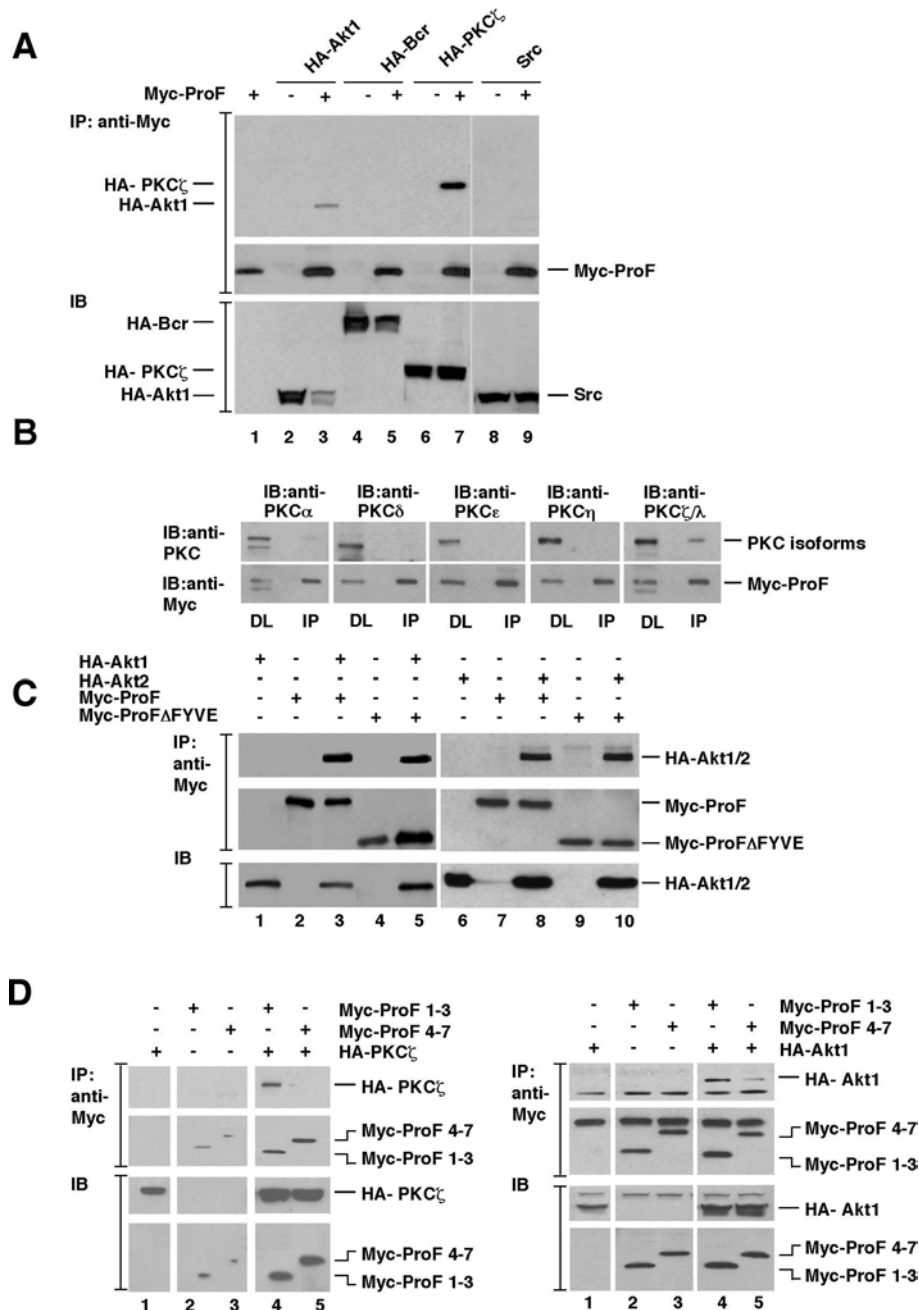 A
HA-Akt1 HA-Bcr HA-PKCζ Src
Myc-ProF + - + - + - + - +
IP: anti-Myc
HA- PKCζ
HA-Akt1
Myc-ProF
IB
HA-Bcr
HA- PKCζ
HA-Akt1 Src
1 2 3 4 5 6 7 8 9
B
IB:anti-PKCα IB:anti-PKCδ IB:anti-PKCε IB:anti-PKCη IB:anti-PKCζ/λ
IB:anti-PKC PKC isoforms
IB:anti-Myc Myc-ProF
DL IP DL IP DL IP DL IP DL IP
C
HA-Akt1 + - + - + - - - - -
HA-Akt2 - - - - - + - + - +
Myc-ProF - + + - - - + + - -
Myc-ProFΔFYVE - - - + + - - - + +
IP: anti-Myc
HA-Akt1/2
Myc-ProF
Myc-ProFΔFYVE
IB
HA-Akt1/2
1 2 3 4 5 6 7 8 9 10
D
- + - + - Myc-ProF 1-3
- - + - + Myc-ProF 4-7
+ - - + + HA-PKCζ
IP: anti-Myc
HA- PKCζ
Myc-ProF 4-7
Myc-ProF 1-3
IB
HA- PKCζ
Myc-ProF 4-7
Myc-ProF 1-3
1 2 3 4 5
- + - + - Myc-ProF 1-3
- - + - + Myc-ProF 4-7
+ - - + + HA-Akt1
IP: anti-Myc
HA- Akt1
Myc-ProF 4-7
Myc-ProF 1-3
IB
HA- Akt1
Myc-ProF 4-7
Myc-ProF 1-3
1 2 3 4 5